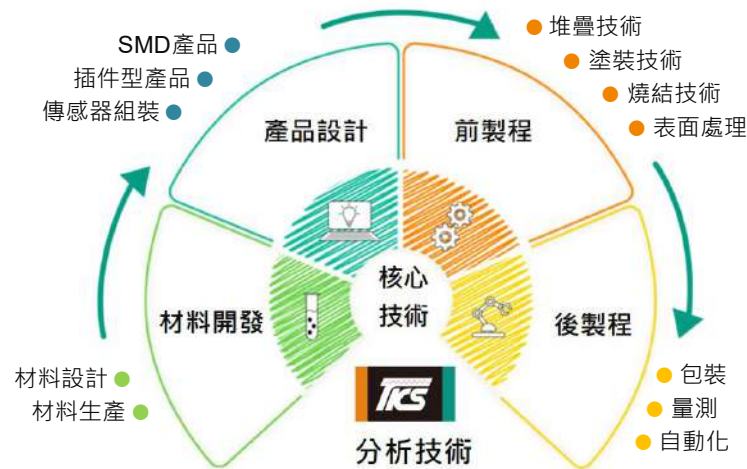 SMD產品
插件型產品
傳感器組裝
堆疊技術
塗裝技術
燒結技術
表面處理
產品設計
前製程
材料開發
核心
技術
後製程
材料設計
材料生產
包裝
量測
自動化
TKS
分析技術